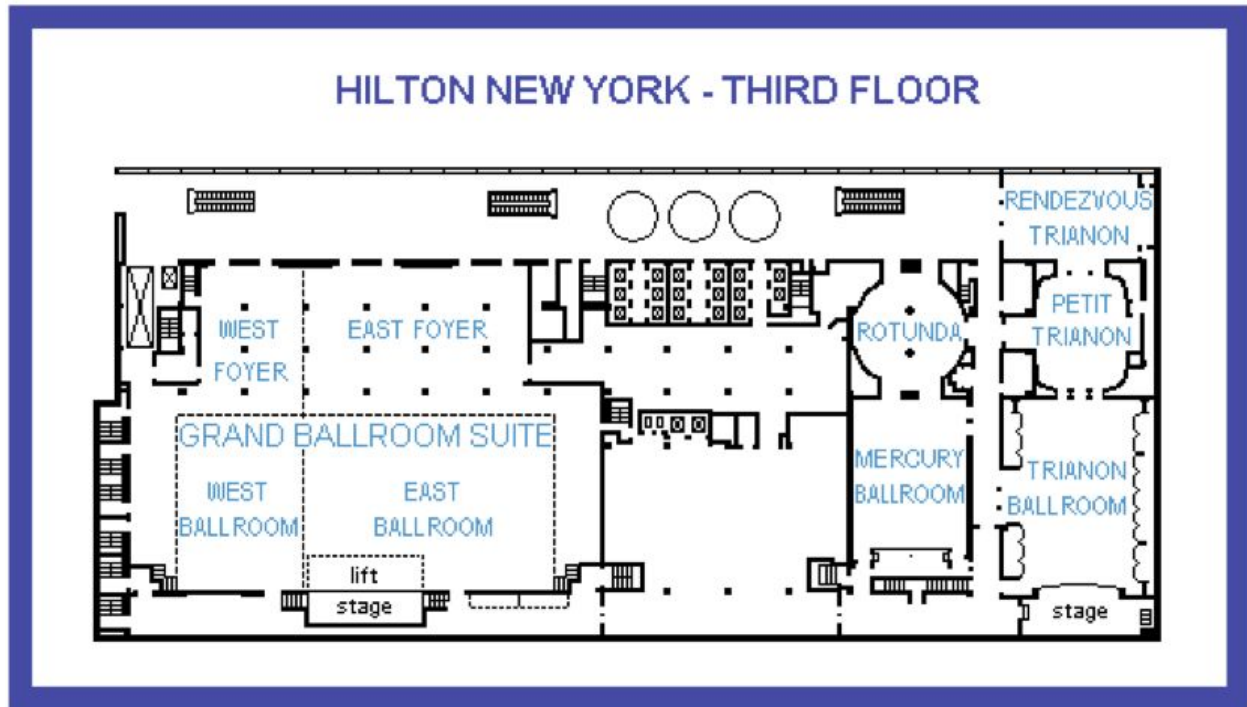 HILTON NEW YORK - THIRD FLOOR
RENDEZVOUS
TRIANON
WEST
FOYER
EAST FOYER
ROTUNDA
PETIT
TRIANON
GRAND BALLROOM SUITE
WEST
BALLROOM
EAST
BALLROOM
MERCURY
BALLROOM
TRIANON
BALLROOM
lift
stage
stage